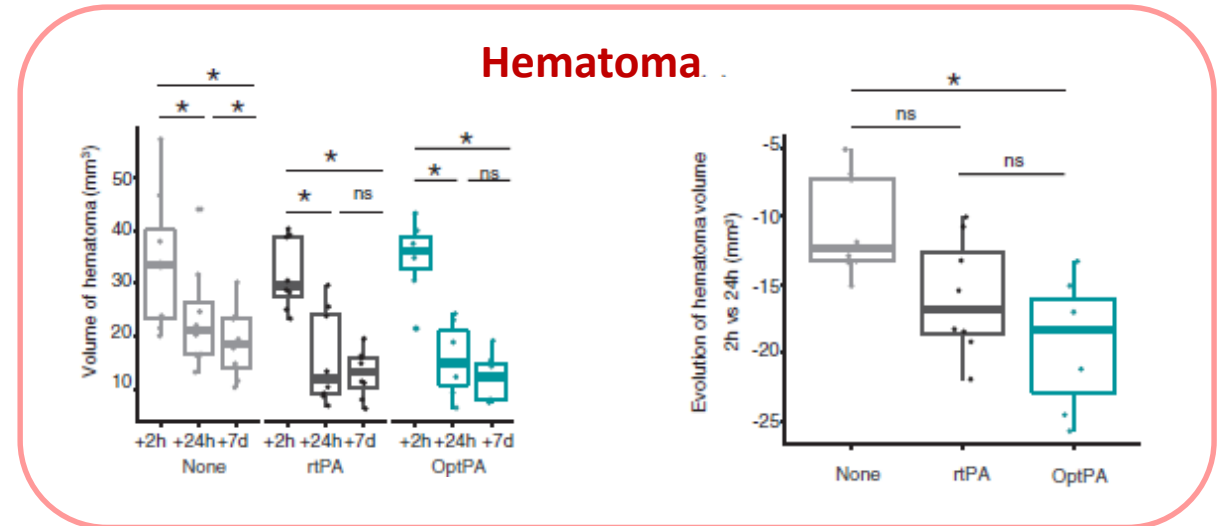 Hematoma
*
* *
*
* ns
*
* ns
Volume of hematoma (mm³)
50
40
30
20
10
+2h +24h +7d +2h +24h +7d +2h +24h +7d
None rtPA OptPA
*
ns
ns
Evolution of hematoma volume
2h vs 24h (mm³)
-5
-10
-15
-20
-25
None rtPA OptPA